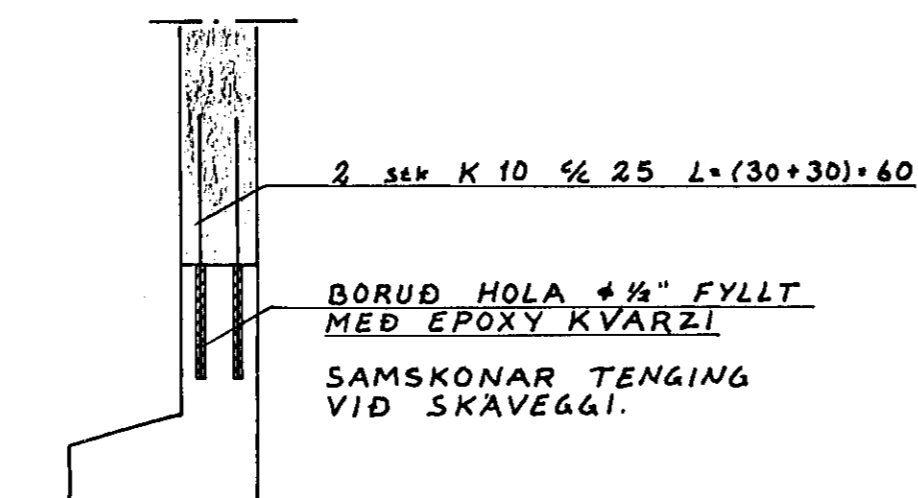 2 stk K 10 c/c 25 L=(30+30)=60
BORUÐ HOLA ϕ 1/2" FYLLT
MEÐ EPOXY KVARZI
SAMSKONAR TENGING
VIÐ SKÁVEGGI.